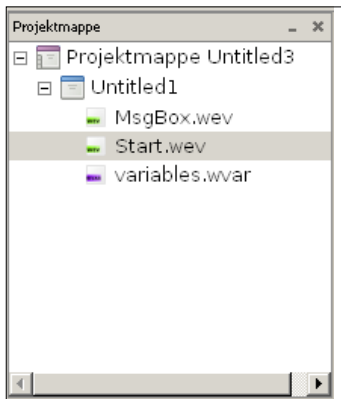 Projektmappe
Projektmappe Untitled3
Untitled1
MsgBox.wev
Start.wev
variables.wvar